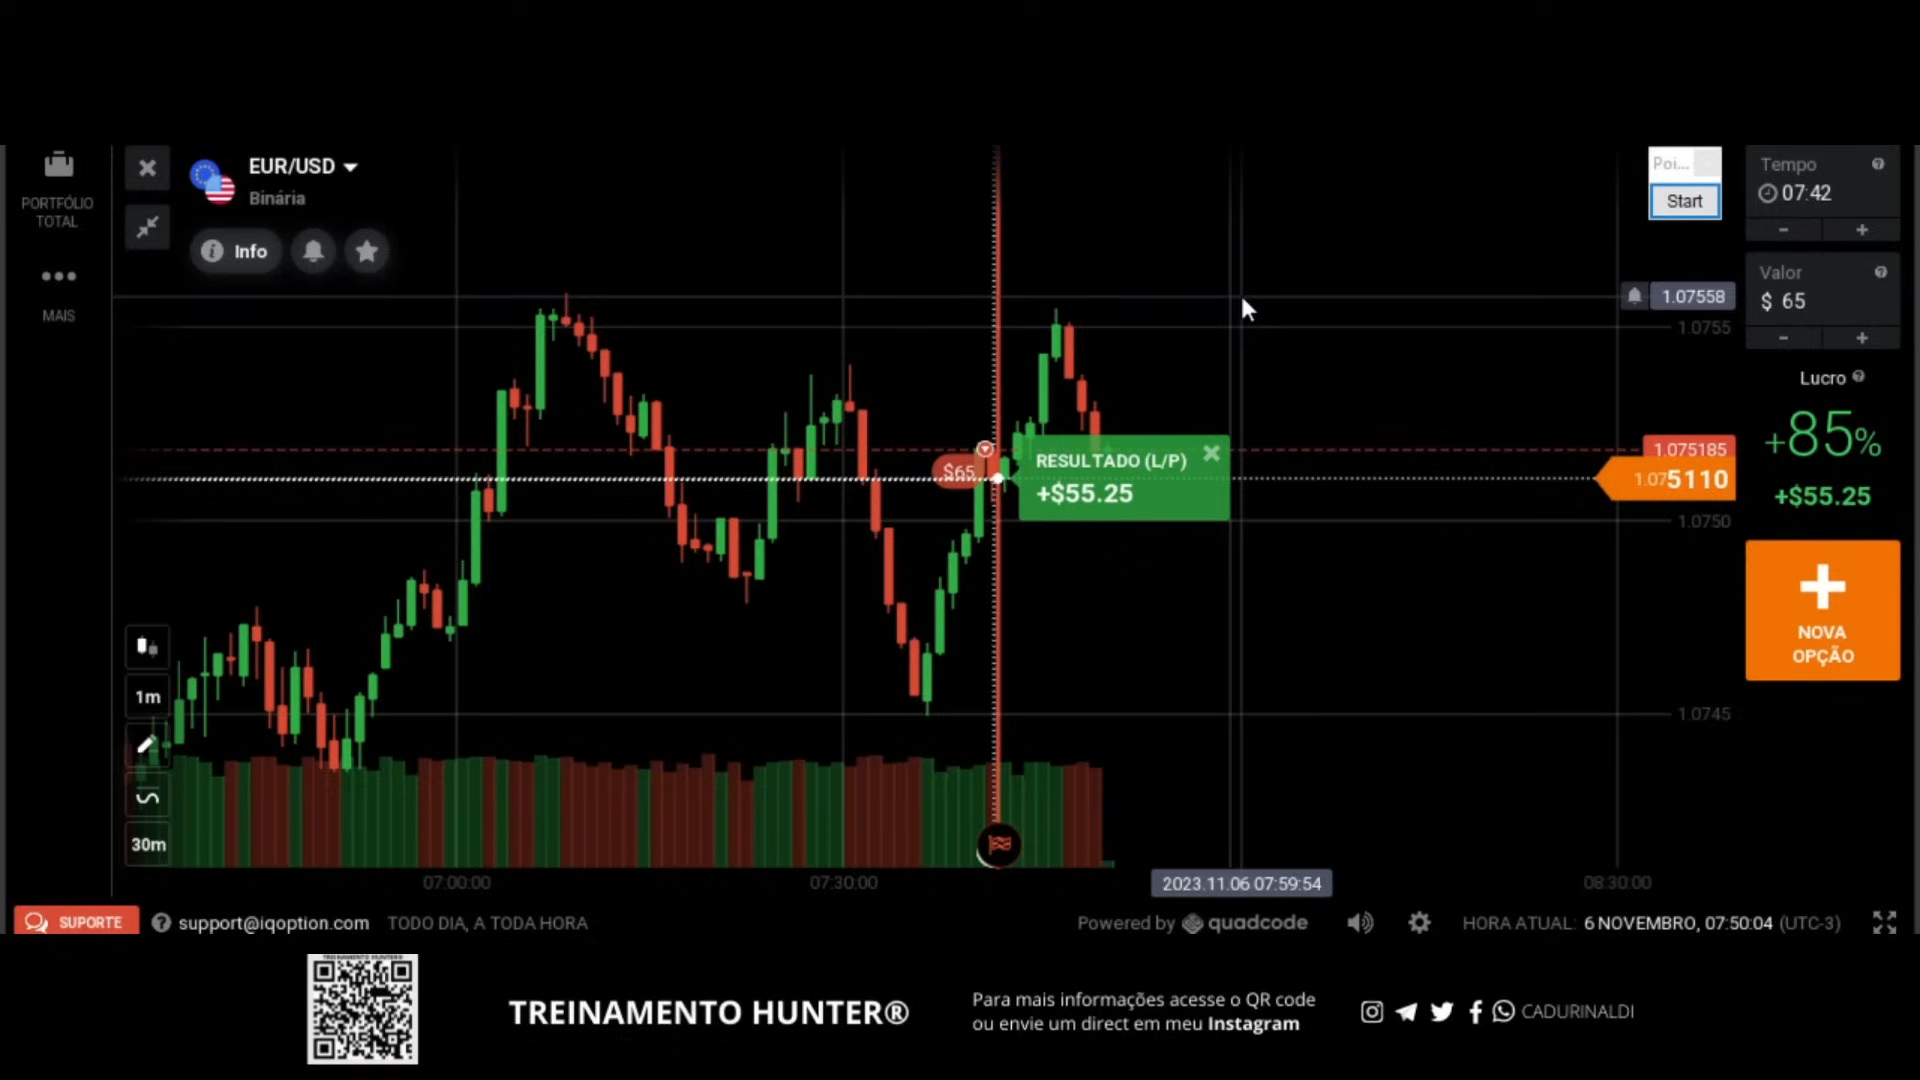 PORTFÓLIO
TOTAL
MAIS
EUR/USD
Binária
Info
Poi...
Start
Tempo
07:42
-
+
Valor
$ 65
-
+
Lucro
+85%
+$55.25
NOVA
OPÇÃO
1.07558
1.0755
1.075185
1.075110
1.0750
1.0745
$65
RESULTADO (L/P)
+$55.25
1m
30m
07:00:00
07:30:00
2023.11.06 07:59:54
08:30:00
SUPORTE
support@iqoption.com
TODO DIA, A TODA HORA
Powered by quadcode
HORA ATUAL: 6 NOVEMBRO, 07:50:04 (UTC-3)
TREINAMENTO HUNTER®
TREINAMENTO HUNTER®
Para mais informações acesse o QR code
ou envie um direct em meu Instagram
CADURINALDI